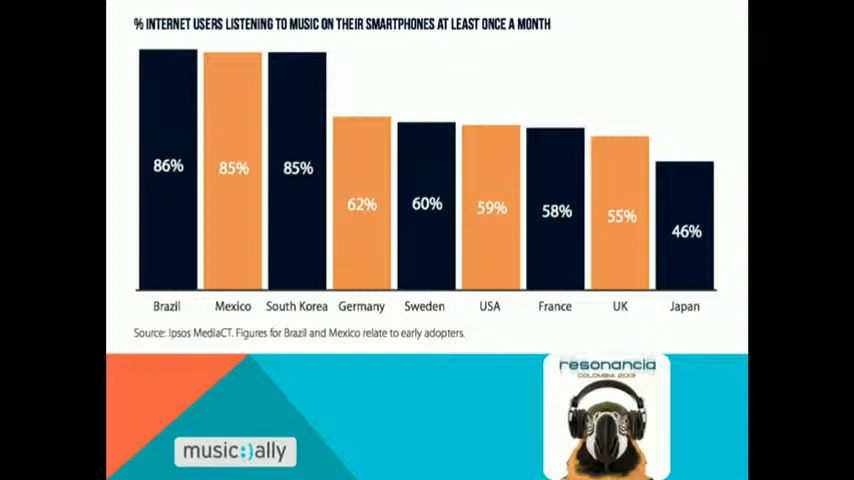 % INTERNET USERS LISTENING TO MUSIC ON THEIR SMARTPHONES AT LEAST ONCE A MONTH
86% 85% 85% 62% 60% 59% 58% 55% 46%
Brazil Mexico South Korea Germany Sweden USA France UK Japan
Source: Ipsos MediaCT. Figures for Brazil and Mexico relate to early adopters.
resonancia
COLOMBIA 2013
music:)ally